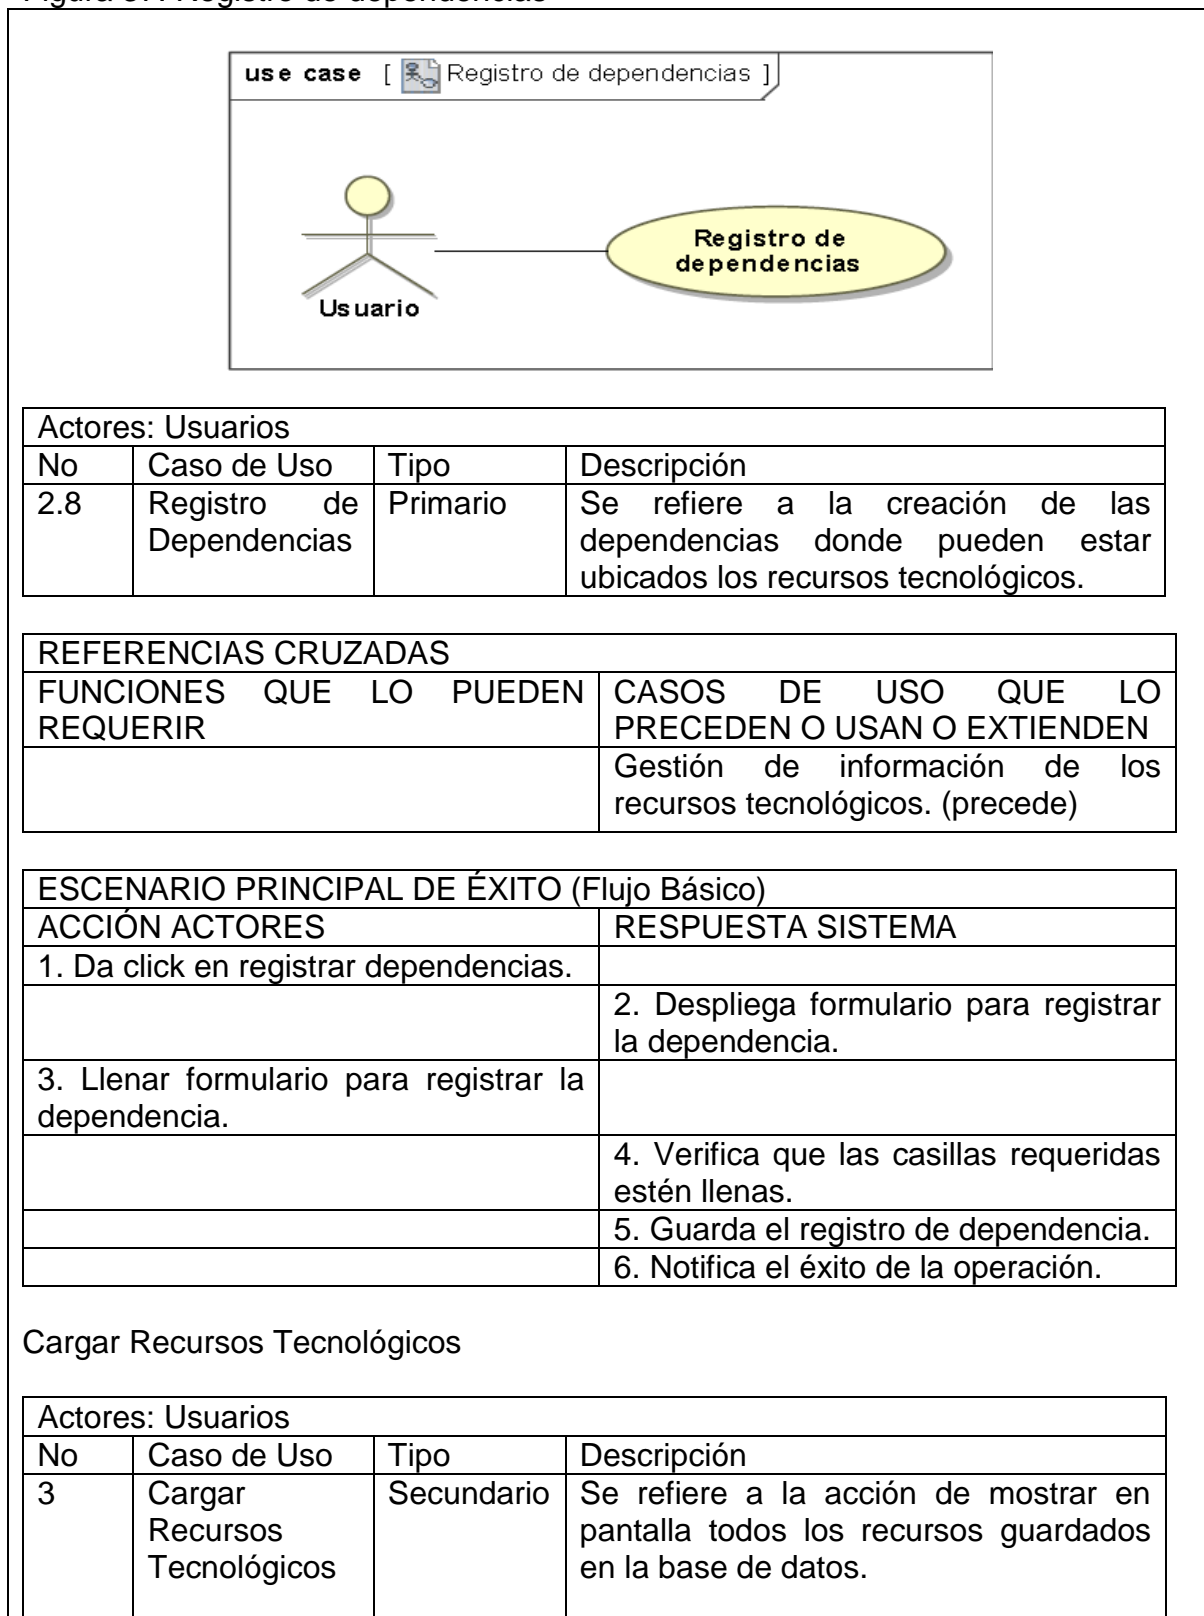 use case [ Registro de dependencias ]
Registro de
dependencias
Usuario
Actores: Usuarios
No Caso de Uso Tipo Descripción
2.8 Registro de Primario Se refiere a la creación de las
Dependencias dependencias donde pueden estar
ubicados los recursos tecnológicos.
REFERENCIAS CRUZADAS
FUNCIONES QUE LO PUEDEN CASOS DE USO QUE LO
REQUERIR PRECEDEN O USAN O EXTIENDEN
Gestión de información de los
recursos tecnológicos. (precede)
ESCENARIO PRINCIPAL DE ÉXITO (Flujo Básico)
ACCIÓN ACTORES RESPUESTA SISTEMA
1. Da click en registrar dependencias.
2. Despliega formulario para registrar
la dependencia.
3. Llenar formulario para registrar la
dependencia.
4. Verifica que las casillas requeridas
estén llenas.
5. Guarda el registro de dependencia.
6. Notifica el éxito de la operación.
Cargar Recursos Tecnológicos
Actores: Usuarios
No Caso de Uso Tipo Descripción
3 Cargar Secundario Se refiere a la acción de mostrar en
Recursos pantalla todos los recursos guardados
Tecnológicos en la base de datos.